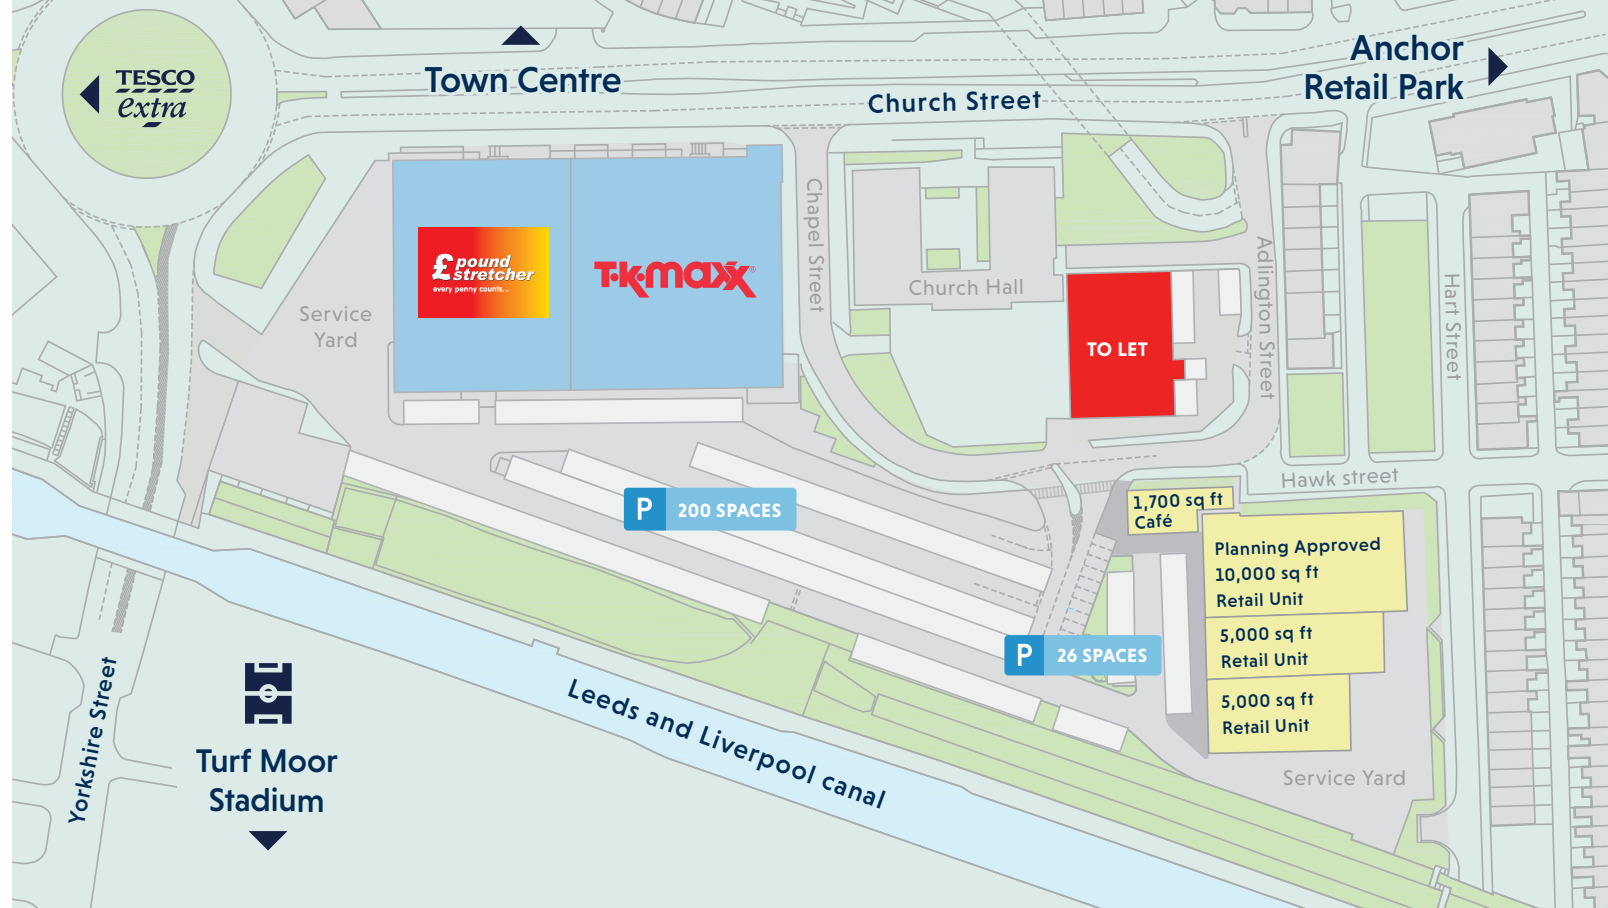 TESCO
extra
Town Centre
Church Street
Anchor
Retail Park
£ pound
stretcher
every penny counts...
T·K·maxx®
Chapel Street
Service
Yard
Church Hall
TO LET
Adlington Street
Hart Street
Hawk street
P 200 SPACES
1,700 sq ft
Café
Planning Approved
10,000 sq ft
Retail Unit
5,000 sq ft
Retail Unit
5,000 sq ft
Retail Unit
P 26 SPACES
Service Yard
Yorkshire Street
Turf Moor
Stadium
Leeds and Liverpool canal